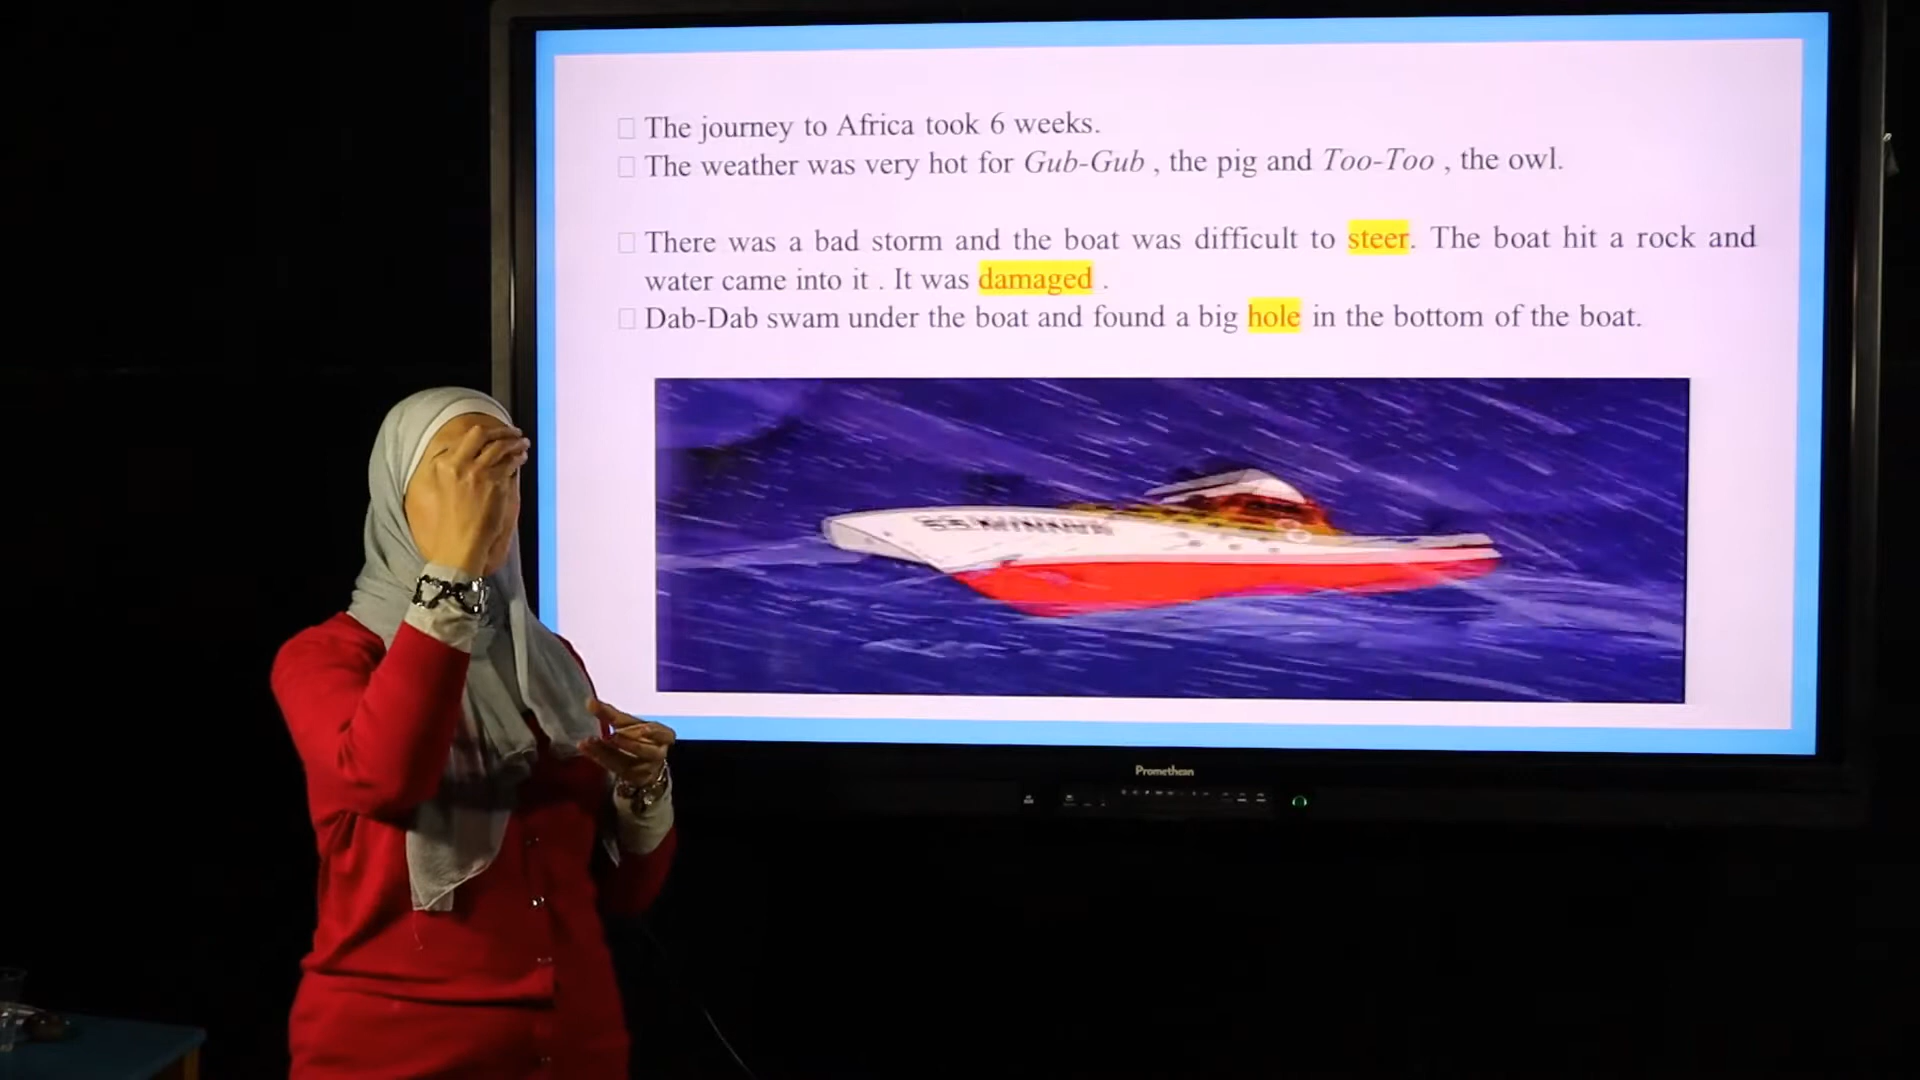 The journey to Africa took 6 weeks.
The weather was very hot for Gub-Gub , the pig and Too-Too , the owl.
There was a bad storm and the boat was difficult to steer. The boat hit a rock and
water came into it . It was damaged .
Dab-Dab swam under the boat and found a big hole in the bottom of the boat.
Promethean